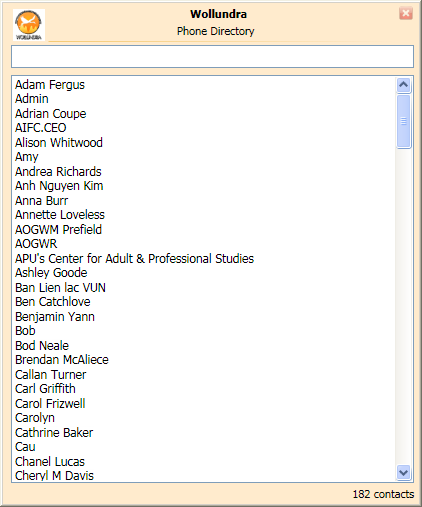 Wollundra
WOLLUNDRA
Phone Directory
Adam Fergus
Admin
Adrian Coupe
AIFC.CEO
Alison Whitwood
Amy
Andrea Richards
Anh Nguyen Kim
Anna Burr
Annette Loveless
AOGWM Prefield
AOGWR
APU's Center for Adult & Professional Studies
Ashley Goode
Ban Lien lac VUN
Ben Catchlove
Benjamin Yann
Bob
Bod Neale
Brendan McAliece
Callan Turner
Carl Griffith
Carol Frizwell
Carolyn
Cathrine Baker
Cau
Chanel Lucas
Cheryl M Davis
182 contacts